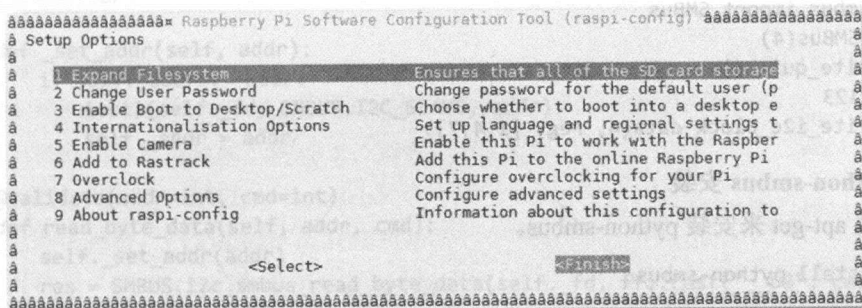 Raspberry Pi Software Configuration Tool (raspi-config)
Setup Options
1 Expand Filesystem Ensures that all of the SD card storage
2 Change User Password Change password for the default user (p
3 Enable Boot to Desktop/Scratch Choose whether to boot into a desktop e
4 Internationalisation Options Set up language and regional settings t
5 Enable Camera Enable this Pi to work with the Raspber
6 Add to Rastrack Add this Pi to the online Raspberry Pi
7 Overclock Configure overclocking for your Pi
8 Advanced Options Configure advanced settings
9 About raspi-config Information about this configuration to
<Select> <Finish>